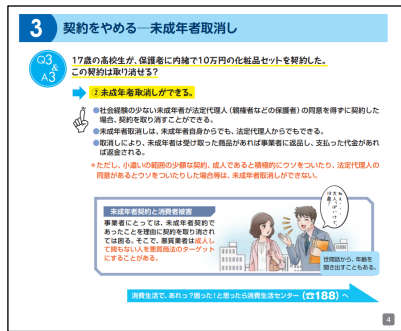 3 契約をやめる―未成年者取消し
Q3
&
A3
17歳の高校生が、保護者に内緒で10万円の化粧品セットを契約した。
この契約は取り消せる?
② 未成年者取消しができる。
●社会経験の少ない未成年者が法定代理人(親権者などの保護者)の同意を得ずに契約した
場合、契約を取消すことができる。
●未成年者取消しは、未成年者自身からでも、法定代理人からでもできる。
●取消しにより、未成年者は受け取った商品があれば事業者に返品し、支払った代金があれ
ば返金される。
*ただし、小遣いの範囲の少額な契約、成人であると積極的にウソをついたり、法定代理人の
同意があるとウソをついたりした場合等は、未成年者取消しができない。
未成年者契約と消費者被害
事業者にとっては、未成年者契約で
あったことを理由に契約を取り消され
ては困る。そこで、悪質業者は成人し
て間もない人を悪質商法のターゲット
にすることがある。
世間話から、年齢を
聞き出すこともある。
消費生活で、あれっ?困った!と思ったら消費生活センター(☎188)へ
4